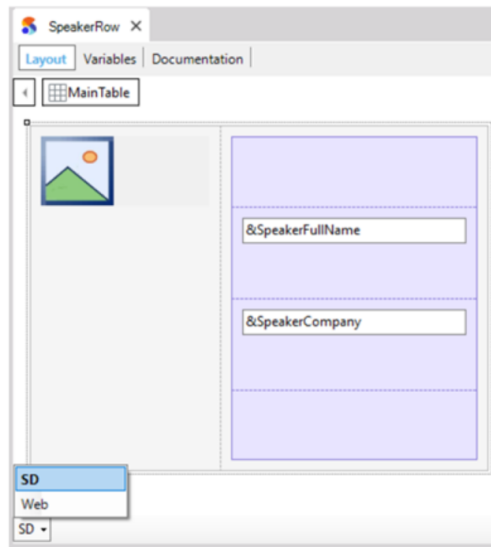 SpeakerRow
Layout Variables Documentation
MainTable
&SpeakerFullName
&SpeakerCompany
SD
Web
SD